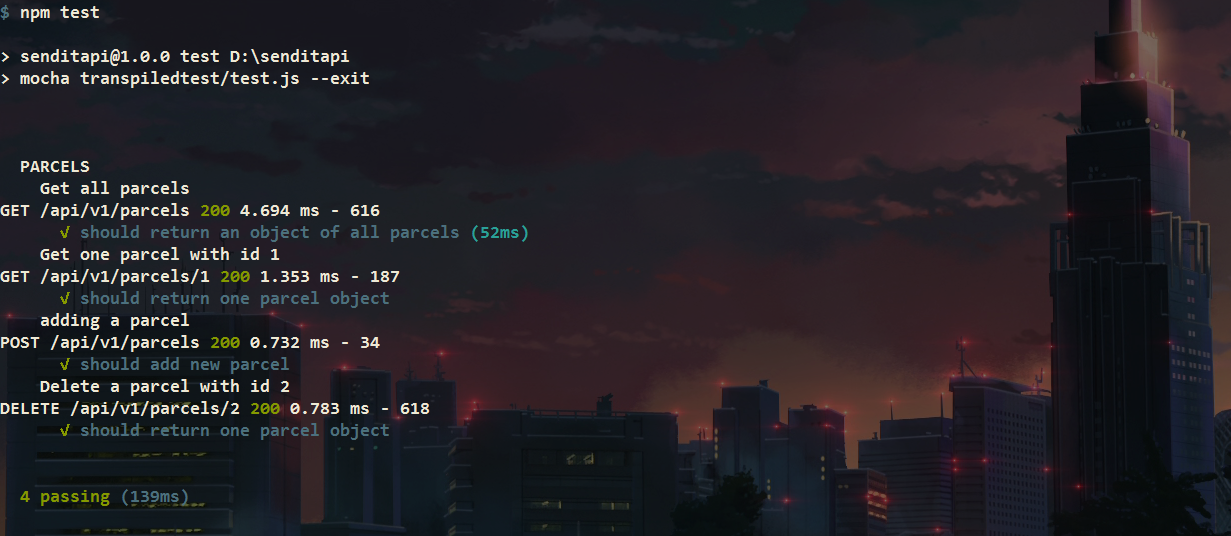 $ npm test
> senditapi@1.0.0 test D:\senditapi
> mocha transpiledtest/test.js --exit
PARCELS
Get all parcels
GET /api/v1/parcels 200 4.694 ms - 616
√ should return an object of all parcels (52ms)
Get one parcel with id 1
GET /api/v1/parcels/1 200 1.353 ms - 187
√ should return one parcel object
adding a parcel
POST /api/v1/parcels 200 0.732 ms - 34
√ should add new parcel
Delete a parcel with id 2
DELETE /api/v1/parcels/2 200 0.783 ms - 618
√ should return one parcel object
4 passing (139ms)